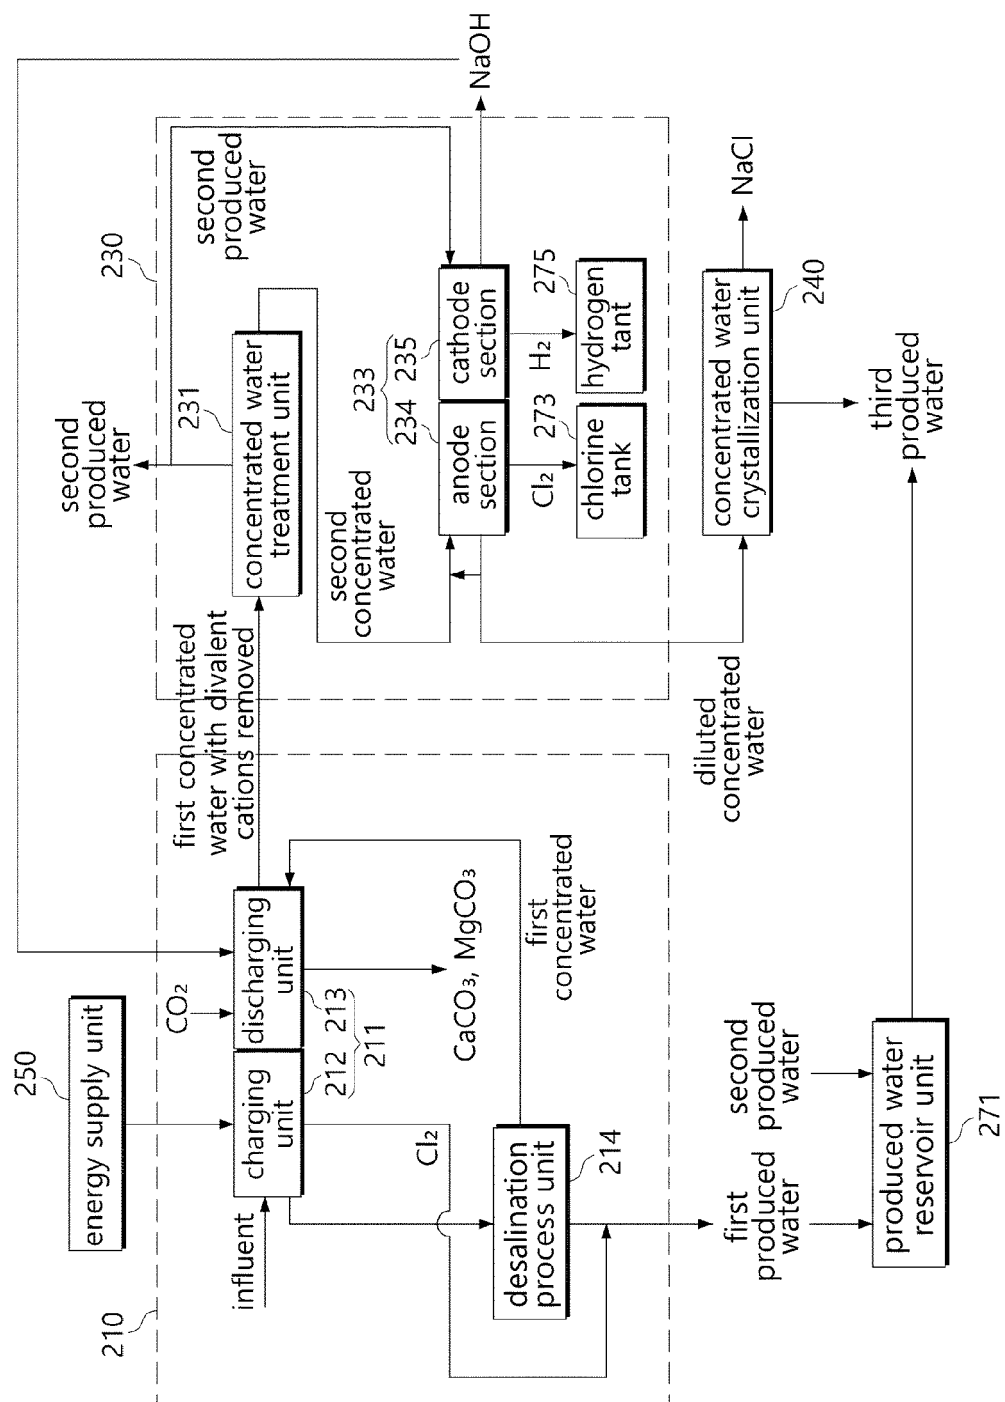 210
250
energy supply unit
influent
charging
unit
212
213
211
CO₂
discharging
unit
Cl₂
CaCO₃, MgCO₃
desalination
process unit
214
first
concentrated
water
first concentrated
water with divalent
cations removed
230
second
produced
water
231
concentrated water
treatment unit
second
produced
water
second
concentrated
water
233
234
235
anode
section
cathode
section
NaOH
Cl₂
273
chlorine
tank
H₂
275
hydrogen
tant
diluted
concentrated
water
concentrated water
crystallization unit
240
NaCl
first
produced
water
second
produced
water
produced water
reservoir unit
271
third
produced
water